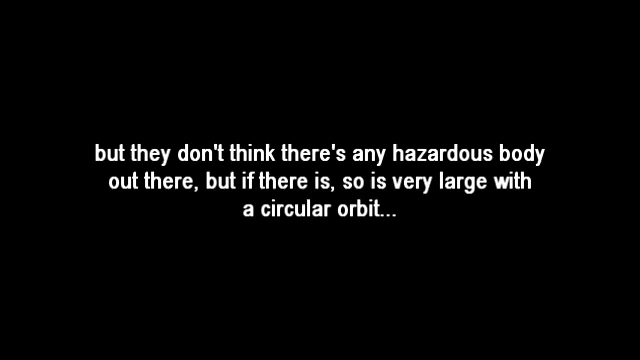 but they don't think there's any hazardous body
out there, but if there is, so is very large with
a circular orbit...